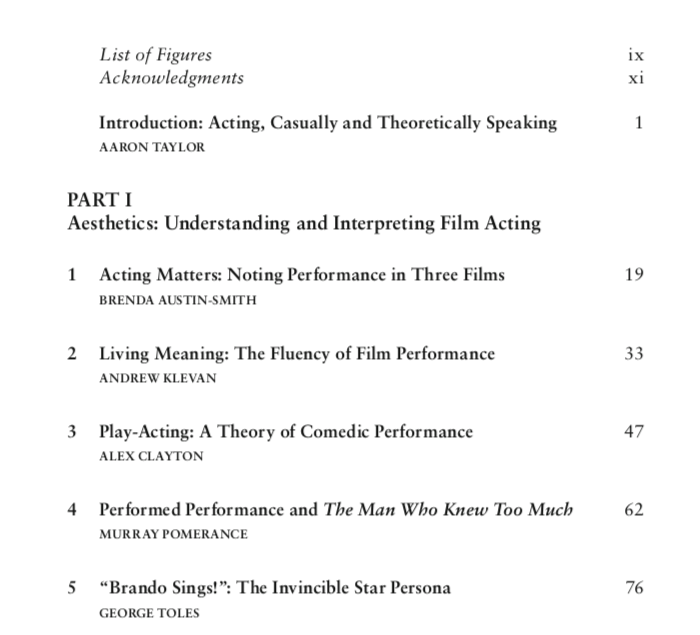 List of Figures ix
Acknowledgments xi
Introduction: Acting, Casually and Theoretically Speaking 1
AARON TAYLOR
PART I
Aesthetics: Understanding and Interpreting Film Acting
1 Acting Matters: Noting Performance in Three Films 19
BRENDA AUSTIN-SMITH
2 Living Meaning: The Fluency of Film Performance 33
ANDREW KLEVAN
3 Play-Acting: A Theory of Comedic Performance 47
ALEX CLAYTON
4 Performed Performance and The Man Who Knew Too Much 62
MURRAY POMERANCE
5 “Brando Sings!”: The Invincible Star Persona 76
GEORGE TOLES